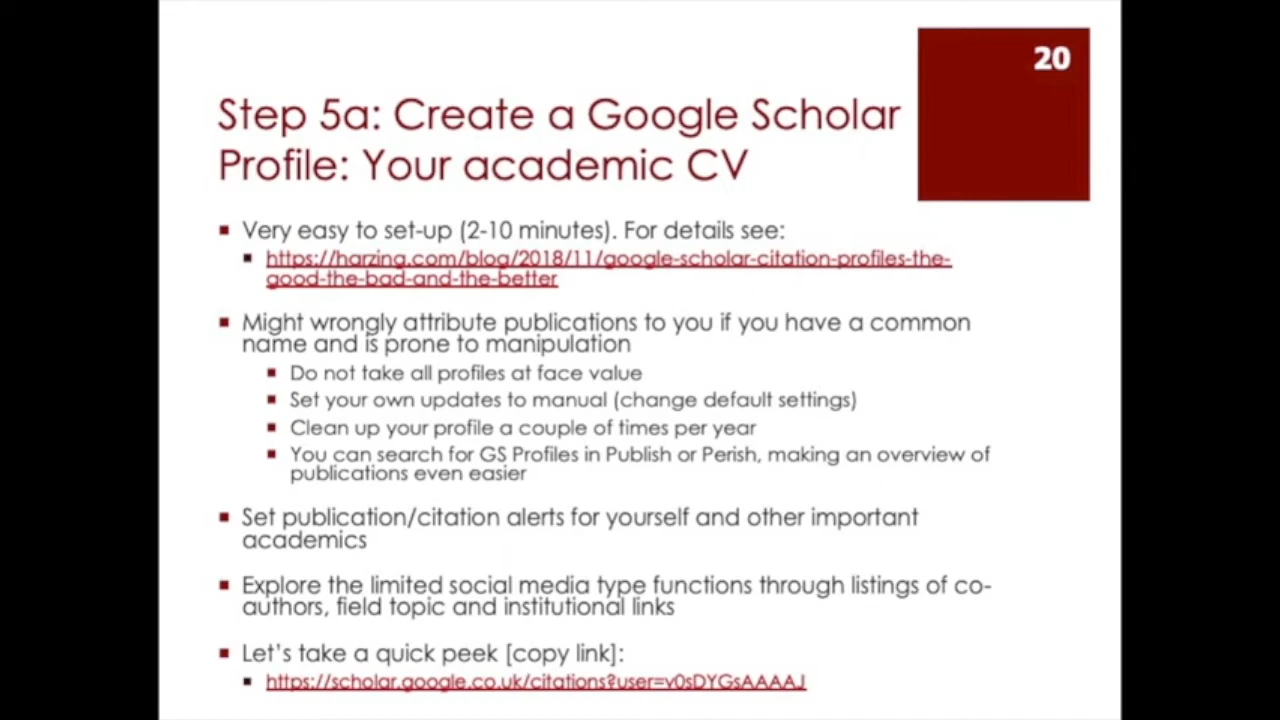 20
Step 5a: Create a Google Scholar
Profile: Your academic CV
Very easy to set-up (2-10 minutes). For details see:
https://harzing.com/blog/2018/11/google-scholar-citation-profiles-the-
good-the-bad-and-the-better
Might wrongly attribute publications to you if you have a common
name and is prone to manipulation
Do not take all profiles at face value
Set your own updates to manual (change default settings)
Clean up your profile a couple of times per year
You can search for GS Profiles in Publish or Perish, making an overview of
publications even easier
Set publication/citation alerts for yourself and other important
academics
Explore the limited social media type functions through listings of co-
authors, field topic and institutional links
Let's take a quick peek [copy link]:
https://scholar.google.co.uk/citations?user=v0sDYGsAAAAJ